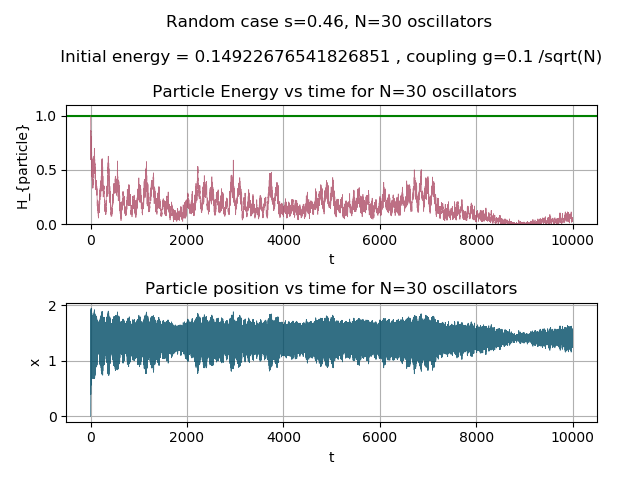 Random case s=0.46, N=30 oscillators
Initial energy = 0.14922676541826851 , coupling g=0.1 /sqrt(N)
Particle Energy vs time for N=30 oscillators
H_{particle}
1.0
0.5
0.0
0 2000 4000 6000 8000 10000
t
Particle position vs time for N=30 oscillators
x
2
1
0
0 2000 4000 6000 8000 10000
t